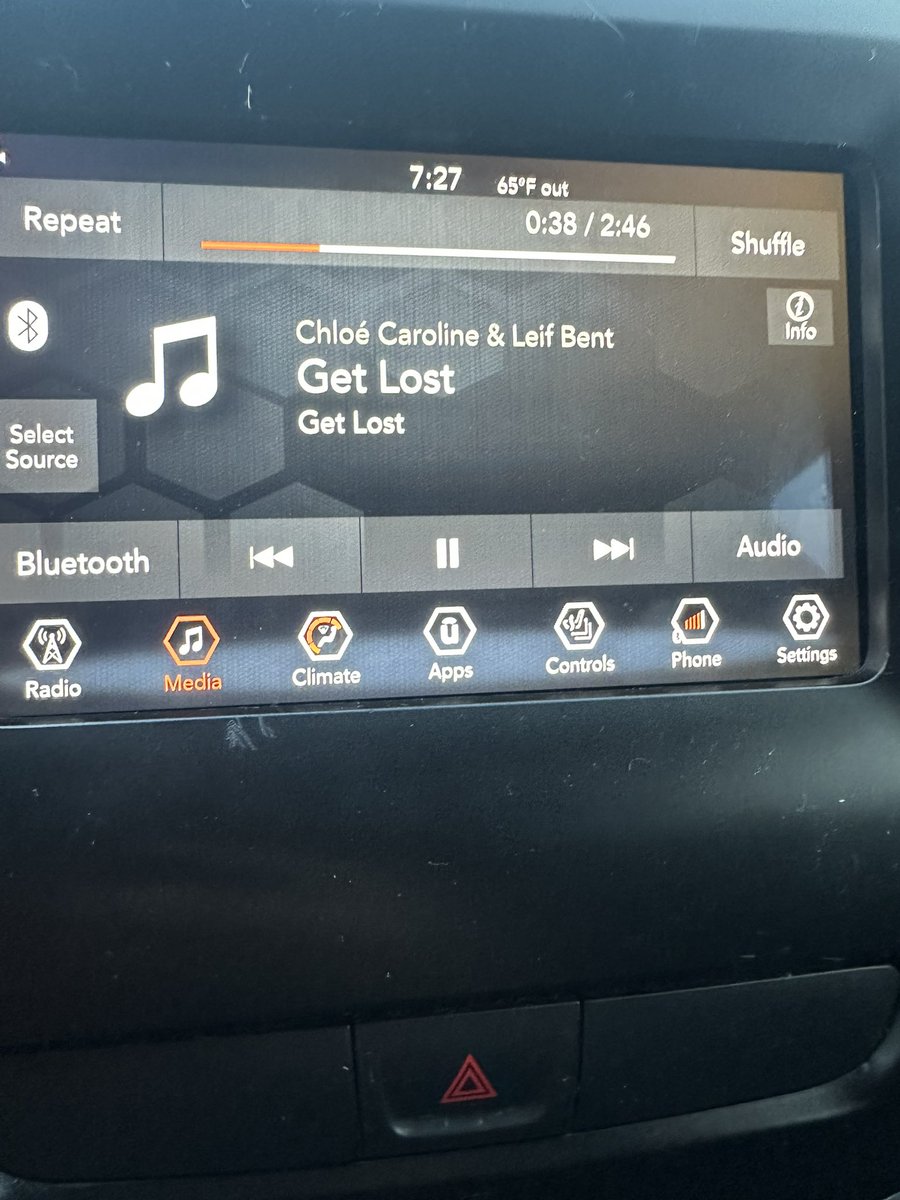 7:27 65°F out
Repeat
0:38 / 2:46
Shuffle
Info
Chloé Caroline & Leif Bent
Get Lost
Get Lost
Select
Source
Bluetooth
Audio
Radio
Media
Climate
Apps
Controls
Phone
Settings